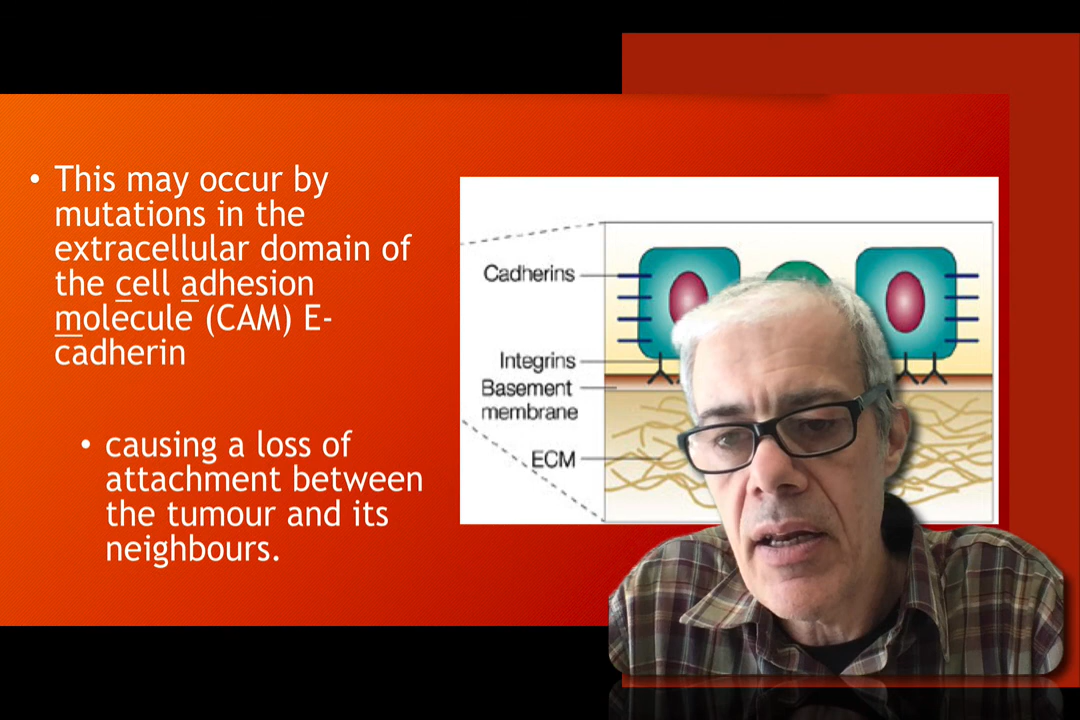 • This may occur by
mutations in the
extracellular domain of
the cell adhesion
molecule (CAM) E-
cadherin
• causing a loss of
attachment between
the tumour and its
neighbours.
Cadherins
Integrins
Basement
membrane
ECM